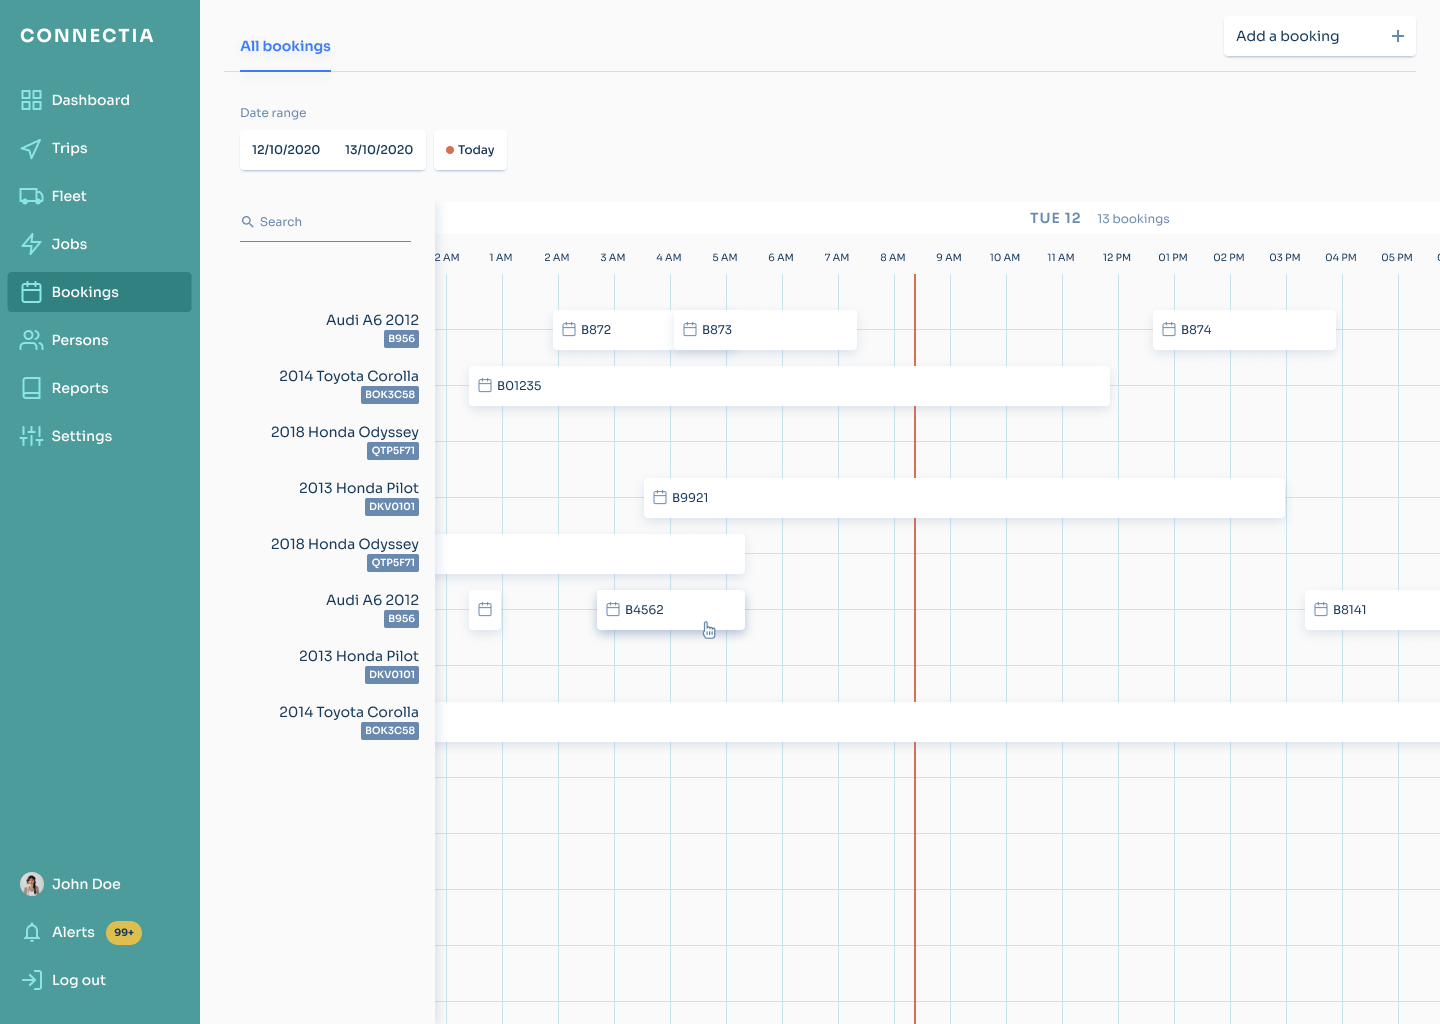 CONNECTIA
Dashboard
Trips
Fleet
Jobs
Bookings
Persons
Reports
Settings
John Doe
Alerts 99+
Log out
All bookings
Add a booking
Date range
12/10/2020 13/10/2020 Today
Search
TUE 12 13 bookings
2 AM 1 AM 2 AM 3 AM 4 AM 5 AM 6 AM 7 AM 8 AM 9 AM 10 AM 11 AM 12 PM 01 PM 02 PM 03 PM 04 PM 05 PM
Audi A6 2012
B956
B872 B873 B874
2014 Toyota Corolla
BOK3C58
B01235
2018 Honda Odyssey
QTP5F71
2013 Honda Pilot
DKV0101
B9921
2018 Honda Odyssey
QTP5F71
Audi A6 2012
B956
B4562 B8141
2013 Honda Pilot
DKV0101
2014 Toyota Corolla
BOK3C58